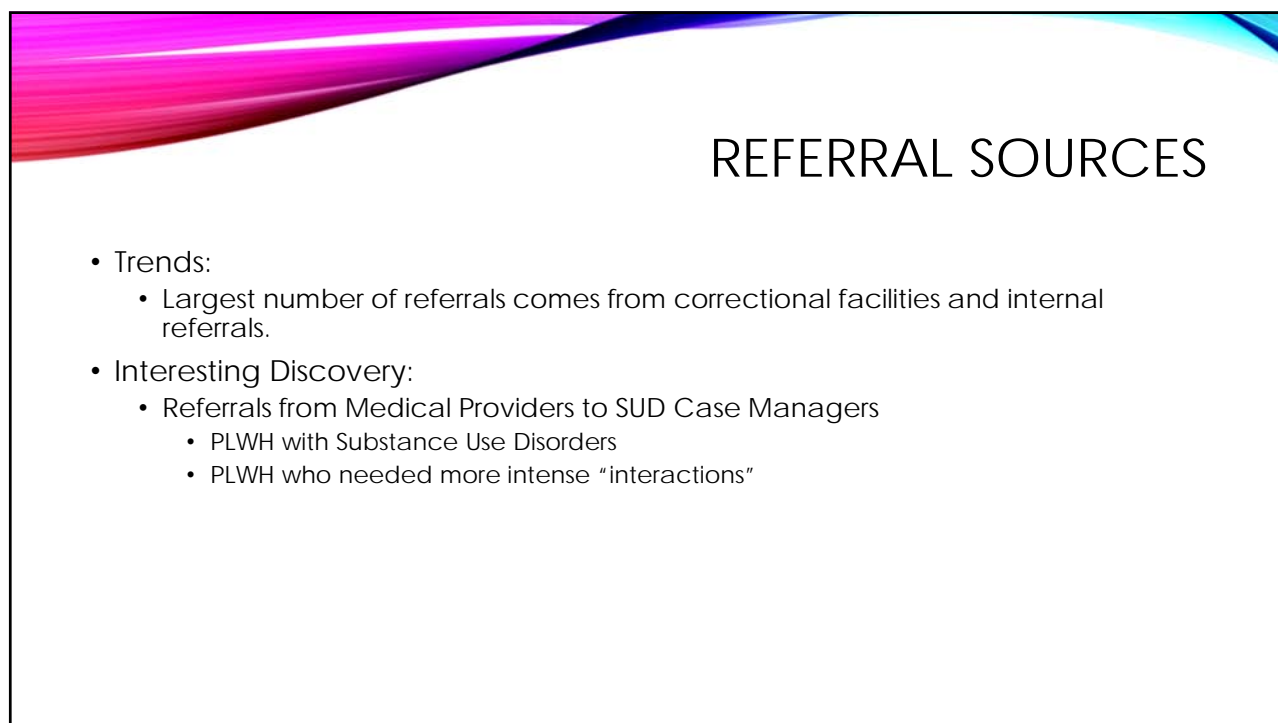 REFERRAL SOURCES
• Trends:
• Largest number of referrals comes from correctional facilities and internal
referrals.
• Interesting Discovery:
• Referrals from Medical Providers to SUD Case Managers
• PLWH with Substance Use Disorders
• PLWH who needed more intense “interactions”